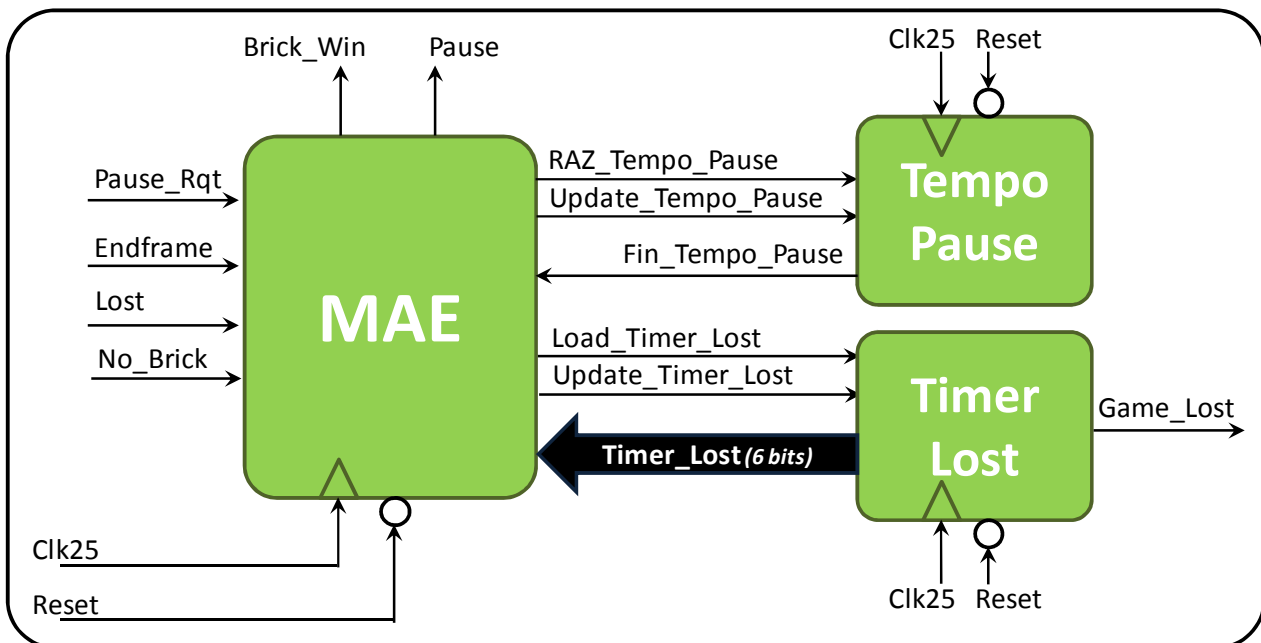 Brick_Win
Pause
Clk25
Reset
Pause_Rqt
Endframe
Lost
No_Brick
MAE
RAZ_Tempo_Pause
Update_Tempo_Pause
Fin_Tempo_Pause
Tempo
Pause
Load_Timer_Lost
Update_Timer_Lost
Timer_Lost (6 bits)
Timer
Lost
Game_Lost
Clk25
Reset
Clk25
Reset